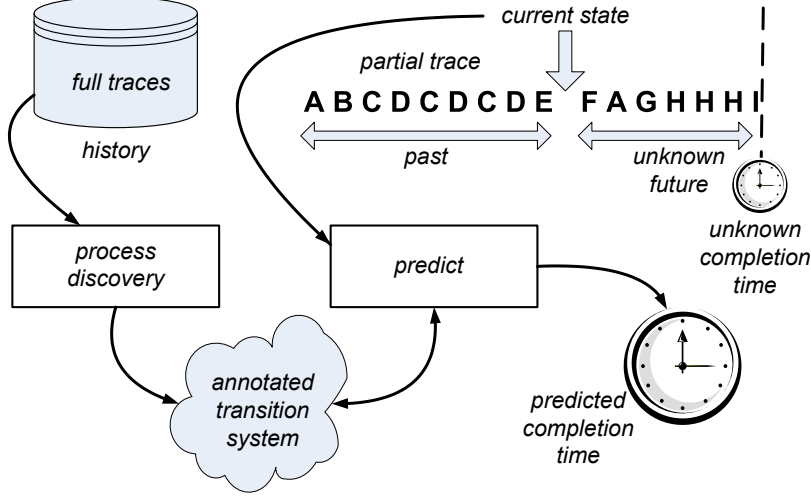 current state
full traces
partial trace
A B C D C D C D E F A G H H H I
history
past
unknown
future
unknown
completion
time
process
discovery
predict
annotated
transition
system
predicted
completion
time